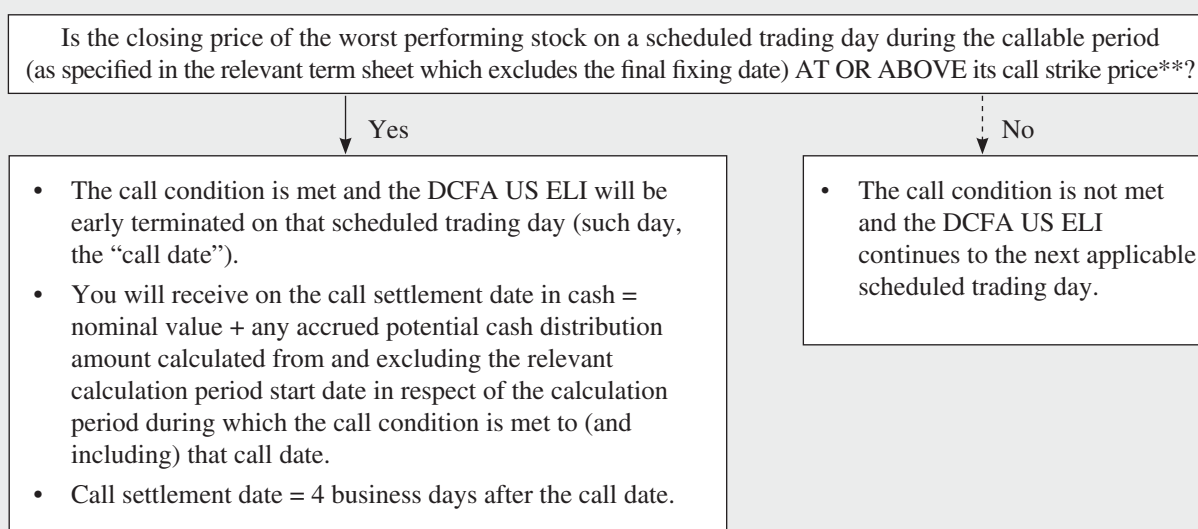 Is the closing price of the worst performing stock on a scheduled trading day during the callable period
(as specified in the relevant term sheet which excludes the final fixing date) AT OR ABOVE its call strike price**?
Yes
No
• The call condition is met and the DCFA US ELI will be
early terminated on that scheduled trading day (such day,
the “call date”).
• You will receive on the call settlement date in cash =
nominal value + any accrued potential cash distribution
amount calculated from and excluding the relevant
calculation period start date in respect of the calculation
period during which the call condition is met to (and
including) that call date.
• Call settlement date = 4 business days after the call date.
• The call condition is not met
and the DCFA US ELI
continues to the next applicable
scheduled trading day.